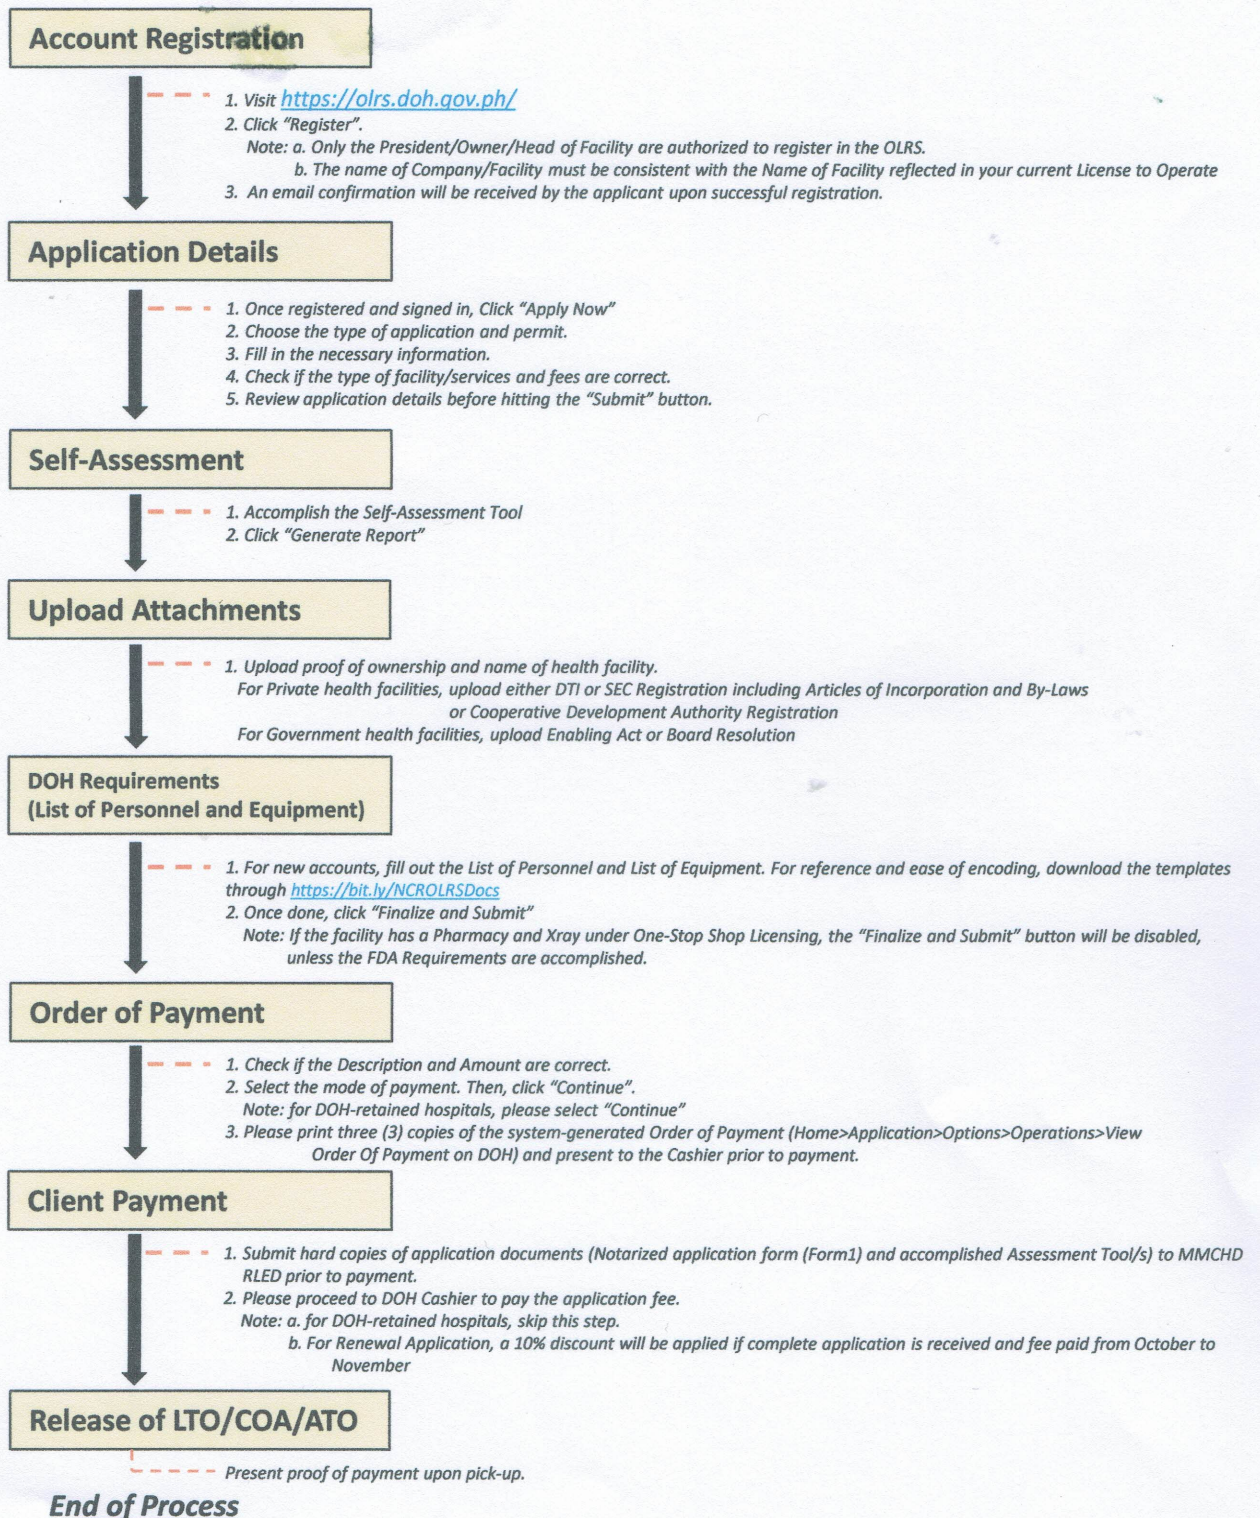 Account Registration
1. Visit https://olrs.doh.gov.ph/
2. Click “Register”.
Note: a. Only the President/Owner/Head of Facility are authorized to register in the OLRS.
b. The name of Company/Facility must be consistent with the Name of Facility reflected in your current License to Operate
3. An email confirmation will be received by the applicant upon successful registration.
Application Details
1. Once registered and signed in, Click “Apply Now”
2. Choose the type of application and permit.
3. Fill in the necessary information.
4. Check if the type of facility/services and fees are correct.
5. Review application details before hitting the “Submit” button.
Self-Assessment
1. Accomplish the Self-Assessment Tool
2. Click “Generate Report”
Upload Attachments
1. Upload proof of ownership and name of health facility.
For Private health facilities, upload either DTI or SEC Registration including Articles of Incorporation and By-Laws
or Cooperative Development Authority Registration
For Government health facilities, upload Enabling Act or Board Resolution
DOH Requirements
(List of Personnel and Equipment)
1. For new accounts, fill out the List of Personnel and List of Equipment. For reference and ease of encoding, download the templates
through https://bit.ly/NCROLRSDocs
2. Once done, click “Finalize and Submit”
Note: If the facility has a Pharmacy and Xray under One-Stop Shop Licensing, the “Finalize and Submit” button will be disabled,
unless the FDA Requirements are accomplished.
Order of Payment
1. Check if the Description and Amount are correct.
2. Select the mode of payment. Then, click “Continue”.
Note: for DOH-retained hospitals, please select “Continue”
3. Please print three (3) copies of the system-generated Order of Payment (Home>Application>Options>Operations>View
Order Of Payment on DOH) and present to the Cashier prior to payment.
Client Payment
1. Submit hard copies of application documents (Notarized application form (Form1) and accomplished Assessment Tool/s) to MMCHD
RLED prior to payment.
2. Please proceed to DOH Cashier to pay the application fee.
Note: a. for DOH-retained hospitals, skip this step.
b. For Renewal Application, a 10% discount will be applied if complete application is received and fee paid from October to
November
Release of LTO/COA/ATO
Present proof of payment upon pick-up.
End of Process